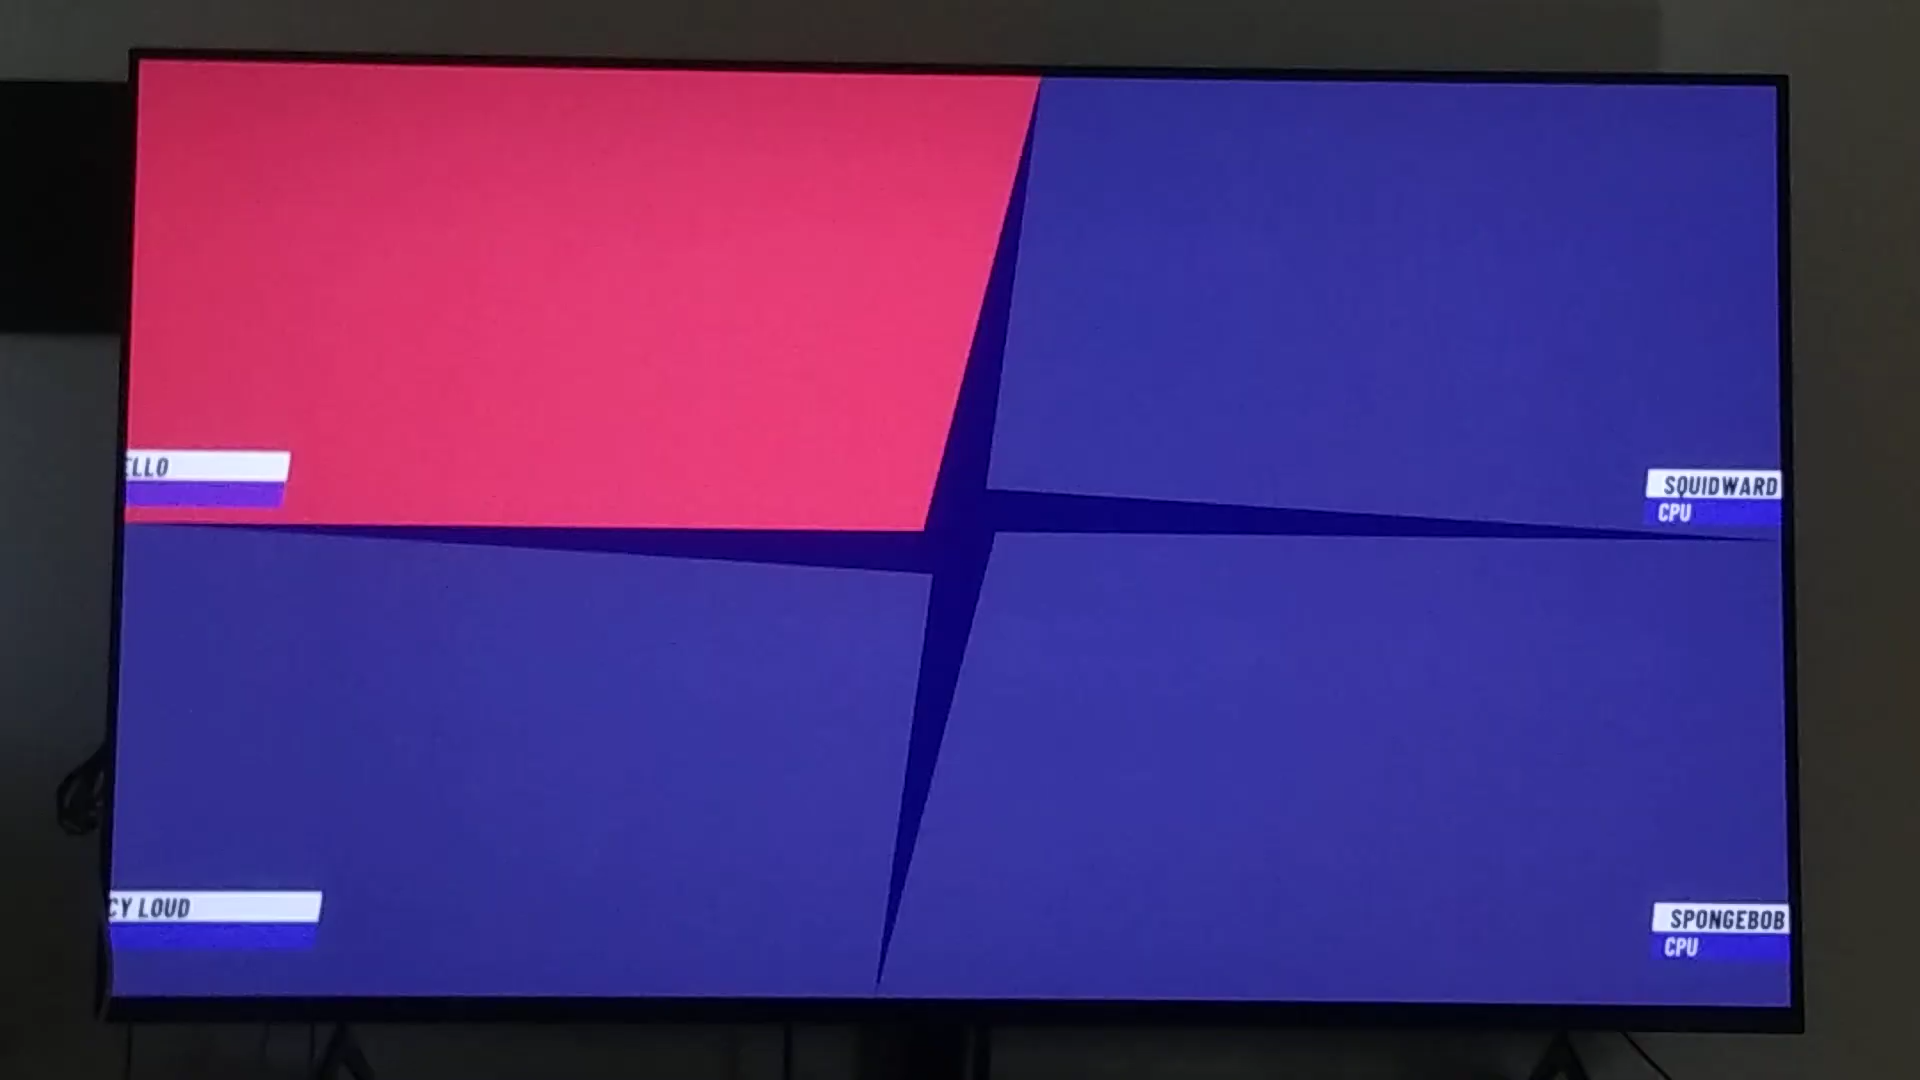 ELLO
SQUIDWARD
CPU
CY LOUD
SPONGEBOB
CPU